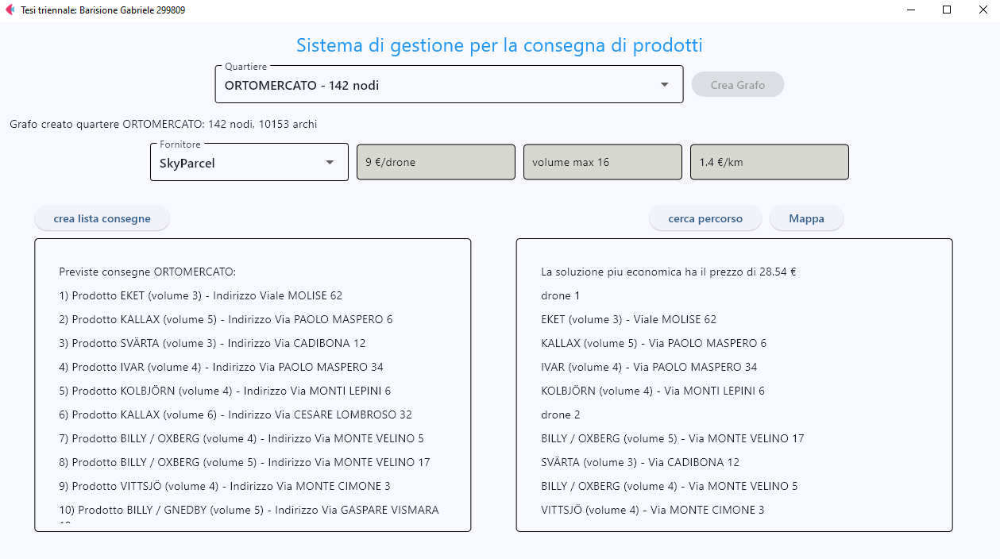 Tesi triennale: Barisione Gabriele 299809
Sistema di gestione per la consegna di prodotti
Quartiere
ORTOMERCATO - 142 nodi
Crea Grafo
Grafo creato quartere ORTOMERCATO: 142 nodi, 10153 archi
Fornitore
SkyParcel
9 €/drone
volume max 16
1.4 €/km
crea lista consegne
cerca percorso
Mappa
Previste consegne ORTOMERCATO:
1) Prodotto EKET (volume 3) - Indirizzo Viale MOLISE 62
2) Prodotto KALLAX (volume 5) - Indirizzo Via PAOLO MASPERO 6
3) Prodotto SVÄRTA (volume 3) - Indirizzo Via CADIBONA 12
4) Prodotto IVAR (volume 4) - Indirizzo Via PAOLO MASPERO 34
5) Prodotto KOLBJÖRN (volume 4) - Indirizzo Via MONTI LEPINI 6
6) Prodotto KALLAX (volume 6) - Indirizzo Via CESARE LOMBROSO 32
7) Prodotto BILLY / OXBERG (volume 4) - Indirizzo Via MONTE VELINO 5
8) Prodotto BILLY / OXBERG (volume 5) - Indirizzo Via MONTE VELINO 17
9) Prodotto VITTSJÖ (volume 4) - Indirizzo Via MONTE CIMONE 3
10) Prodotto BILLY / GNEDBY (volume 5) - Indirizzo Via GASPARE VISMARA
La soluzione piu economica ha il prezzo di 28.54 €
drone 1
EKET (volume 3) - Viale MOLISE 62
KALLAX (volume 5) - Via PAOLO MASPERO 6
IVAR (volume 4) - Via PAOLO MASPERO 34
KOLBJÖRN (volume 4) - Via MONTI LEPINI 6
drone 2
BILLY / OXBERG (volume 5) - Via MONTE VELINO 17
SVÄRTA (volume 3) - Via CADIBONA 12
BILLY / OXBERG (volume 4) - Via MONTE VELINO 5
VITTSJÖ (volume 4) - Via MONTE CIMONE 3